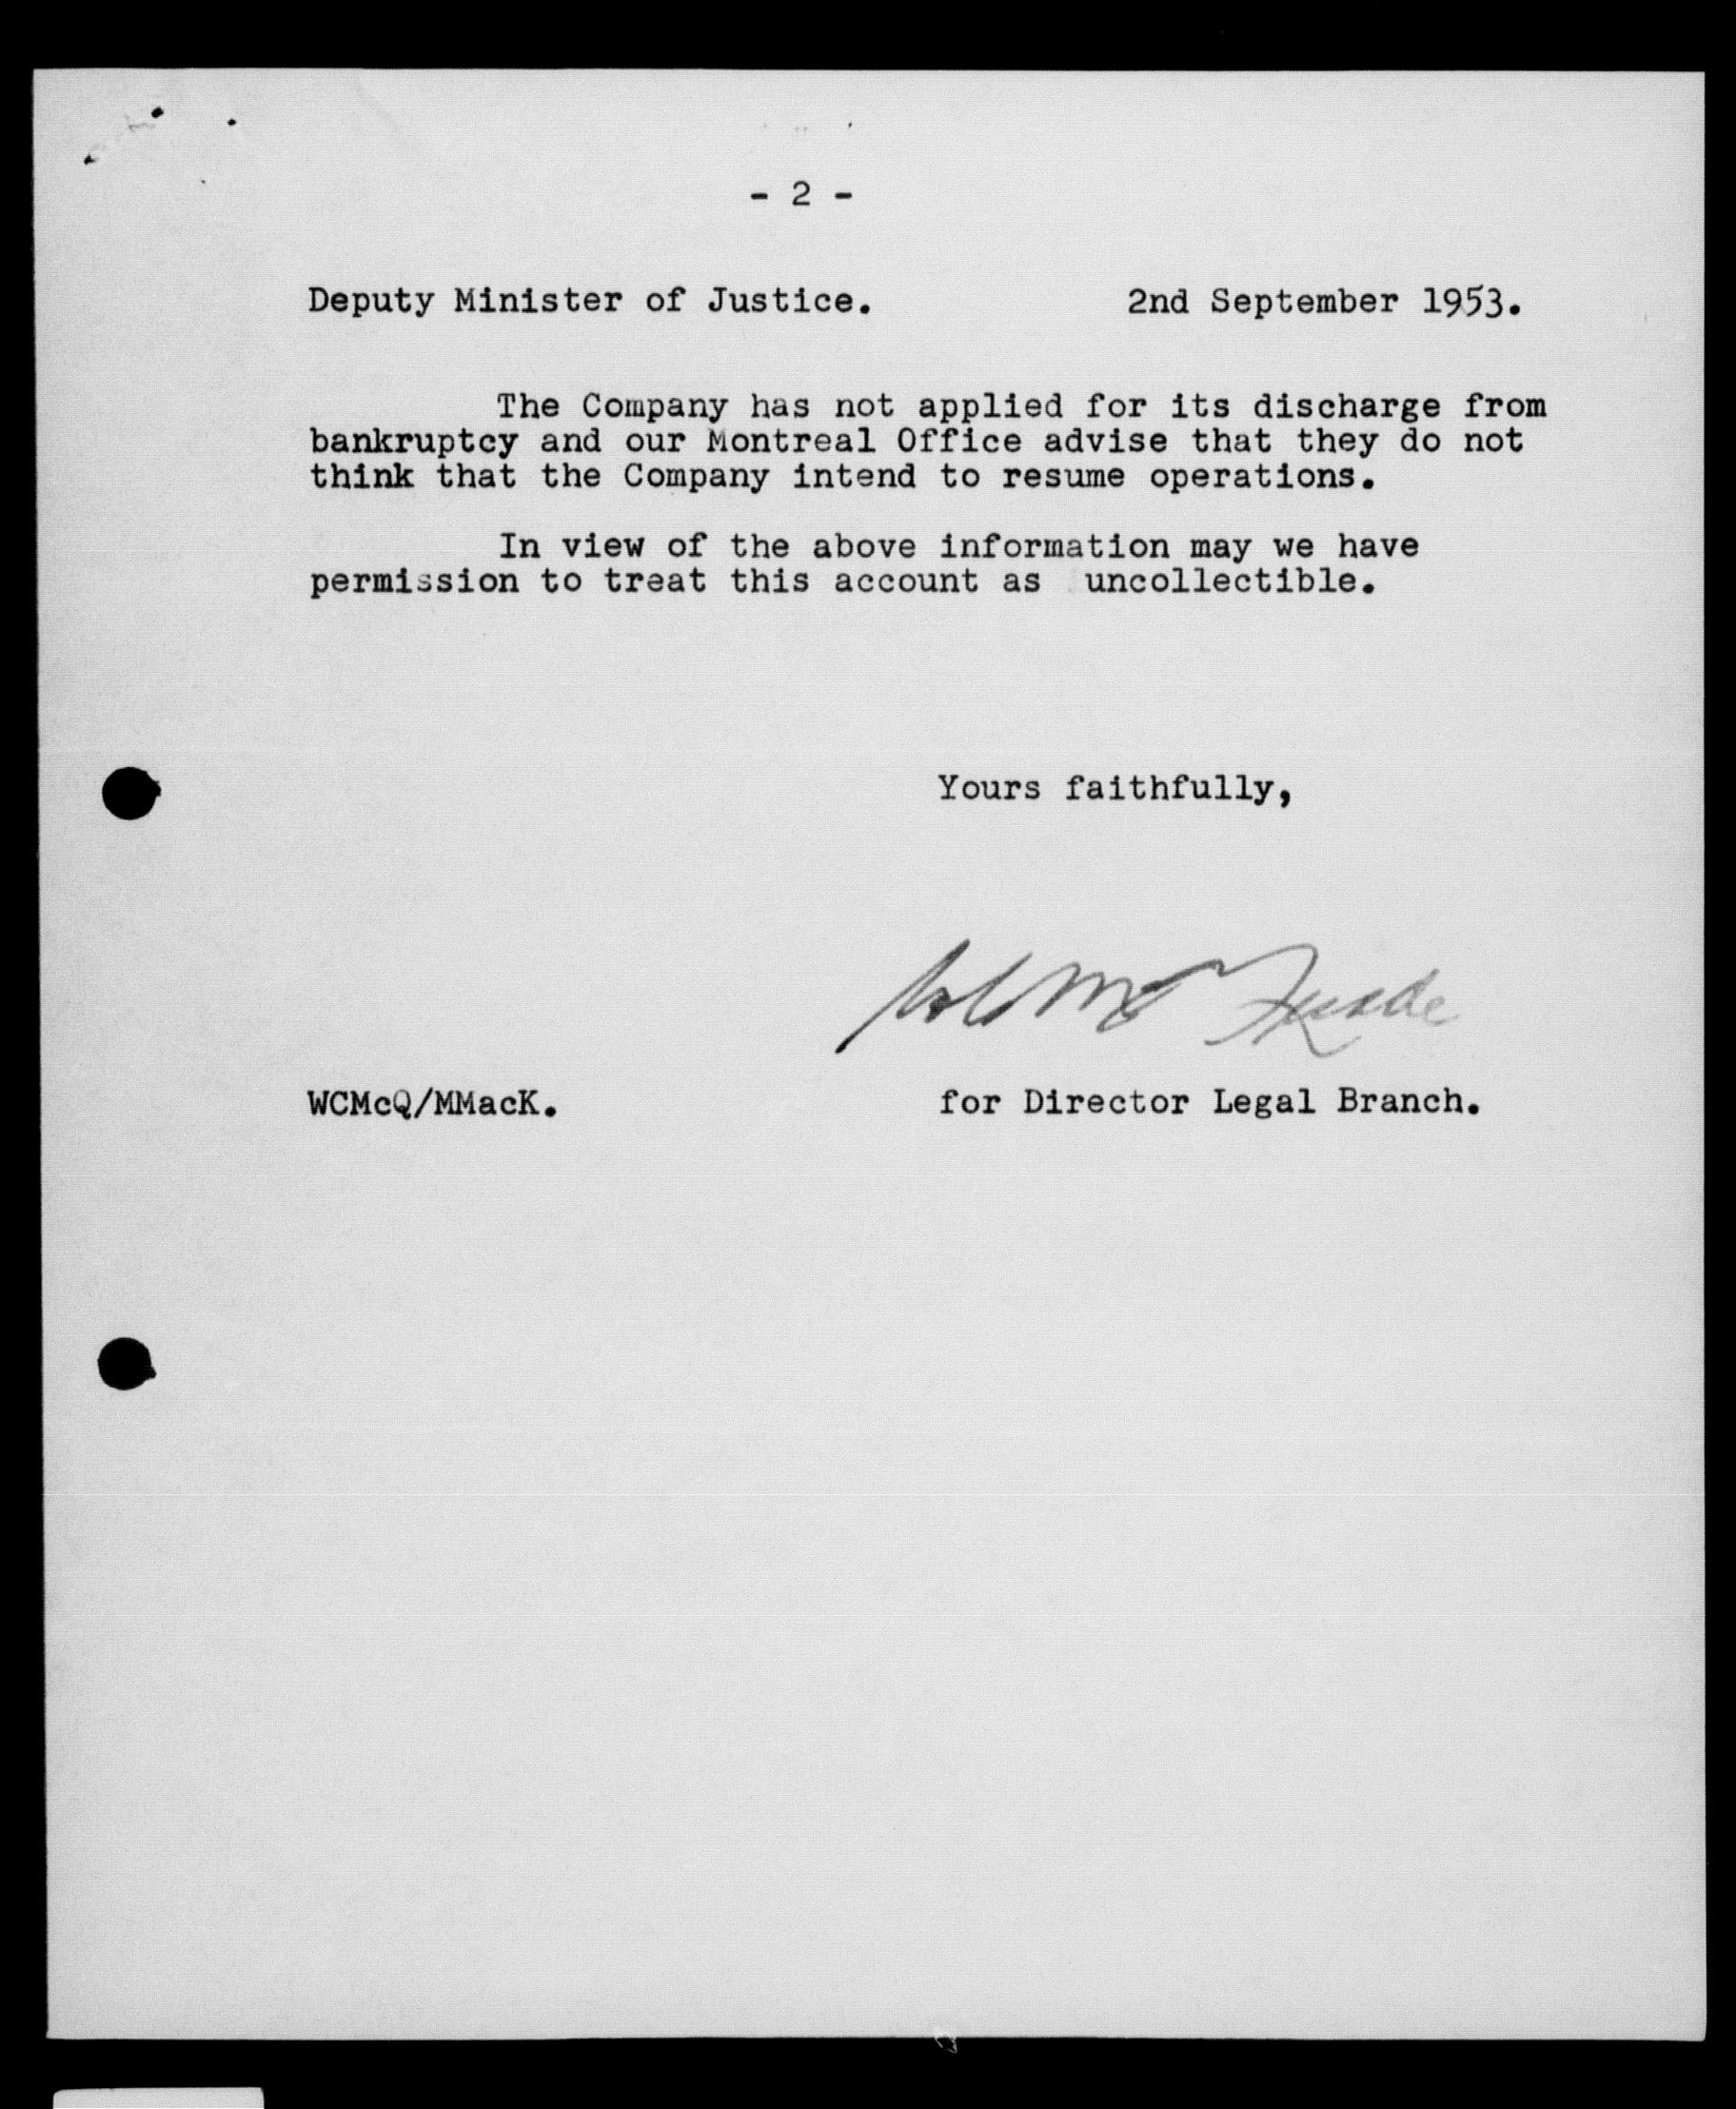 - 2 -
Deputy Minister of Justice. 2nd September 1953.
The Company has not applied for its discharge from
bankruptcy and our Montreal Office advise that they do not
think that the Company intend to resume operations.
In view of the above information may we have
permission to treat this account as uncollectible.
Yours faithfully,
WC McQuade
WCMcQ/MMacK. for Director Legal Branch.